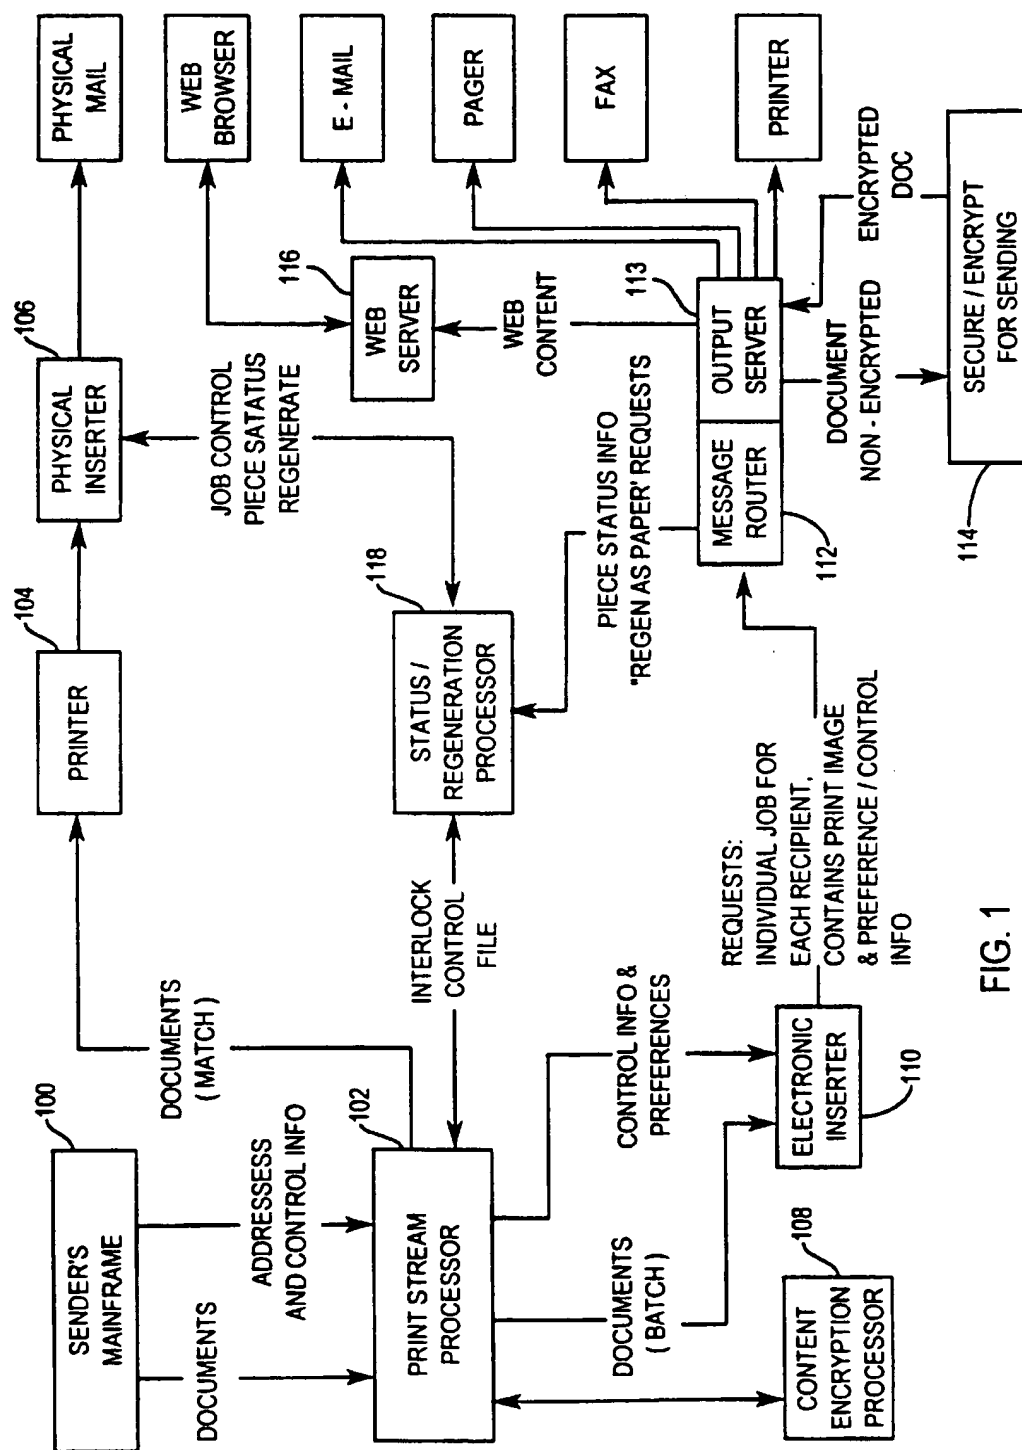 100
SENDER'S
MAINFRAME
DOCUMENTS
ADDRESSESS
AND CONTROL INFO
102
PRINT STREAM
PROCESSOR
DOCUMENTS
( MATCH )
104
PRINTER
106
PHYSICAL
INSERTER
PHYSICAL
MAIL
JOB CONTROL
PIECE SATATUS
REGENERATE
INTERLOCK
CONTROL
FILE
118
STATUS /
REGENERATION
PROCESSOR
116
WEB
SERVER
WEB
BROWSER
E - MAIL
PAGER
FAX
PRINTER
WEB
CONTENT
PIECE STATUS INFO
"REGEN AS PAPER' REQUESTS
113
MESSAGE
ROUTER
OUTPUT
SERVER
112
CONTROL INFO &
PREFERENCES
DOCUMENTS
( BATCH )
108
CONTENT
ENCRYPTION
PROCESSOR
ELECTRONIC
INSERTER
110
REQUESTS:
INDIVIDUAL JOB FOR
EACH RECIPIENT,
CONTAINS PRINT IMAGE
& PREFERENCE / CONTROL
INFO
DOCUMENT
NON - ENCRYPTED
ENCRYPTED
DOC
114
SECURE / ENCRYPT
FOR SENDING
FIG. 1